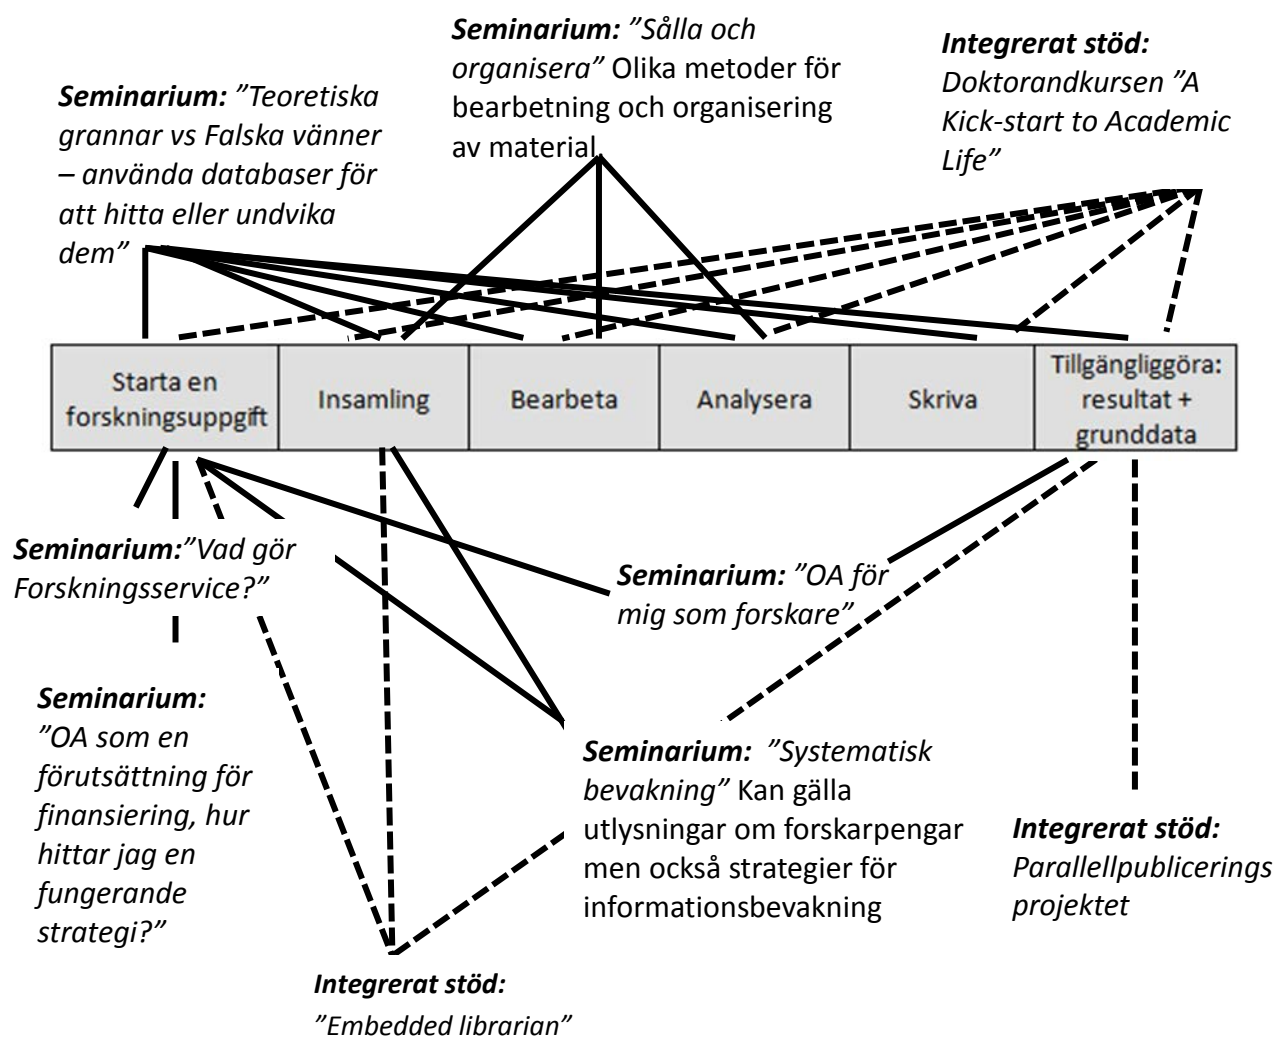 Seminarium: ”Teoretiska
grannar vs Falska vänner
– använda databaser för
att hitta eller undvika
dem”
Seminarium: ”Sålla och
organisera” Olika metoder för
bearbetning och organisering
av material
Integrerat stöd:
Doktorandkursen ”A
Kick-start to Academic
Life”
Starta en
forskningsuppgift
Insamling
Bearbeta
Analysera
Skriva
Tillgängliggöra:
resultat +
grunddata
Seminarium:”Vad gör
Forskningsservice?”
Seminarium: ”OA för
mig som forskare”
Seminarium:
”OA som en
förutsättning för
finansiering, hur
hittar jag en
fungerande
strategi?”
Seminarium: ”Systematisk
bevakning” Kan gälla
utlysningar om forskarpengar
men också strategier för
informationsbevakning
Integrerat stöd:
Parallellpublicerings
projektet
Integrerat stöd:
”Embedded librarian”